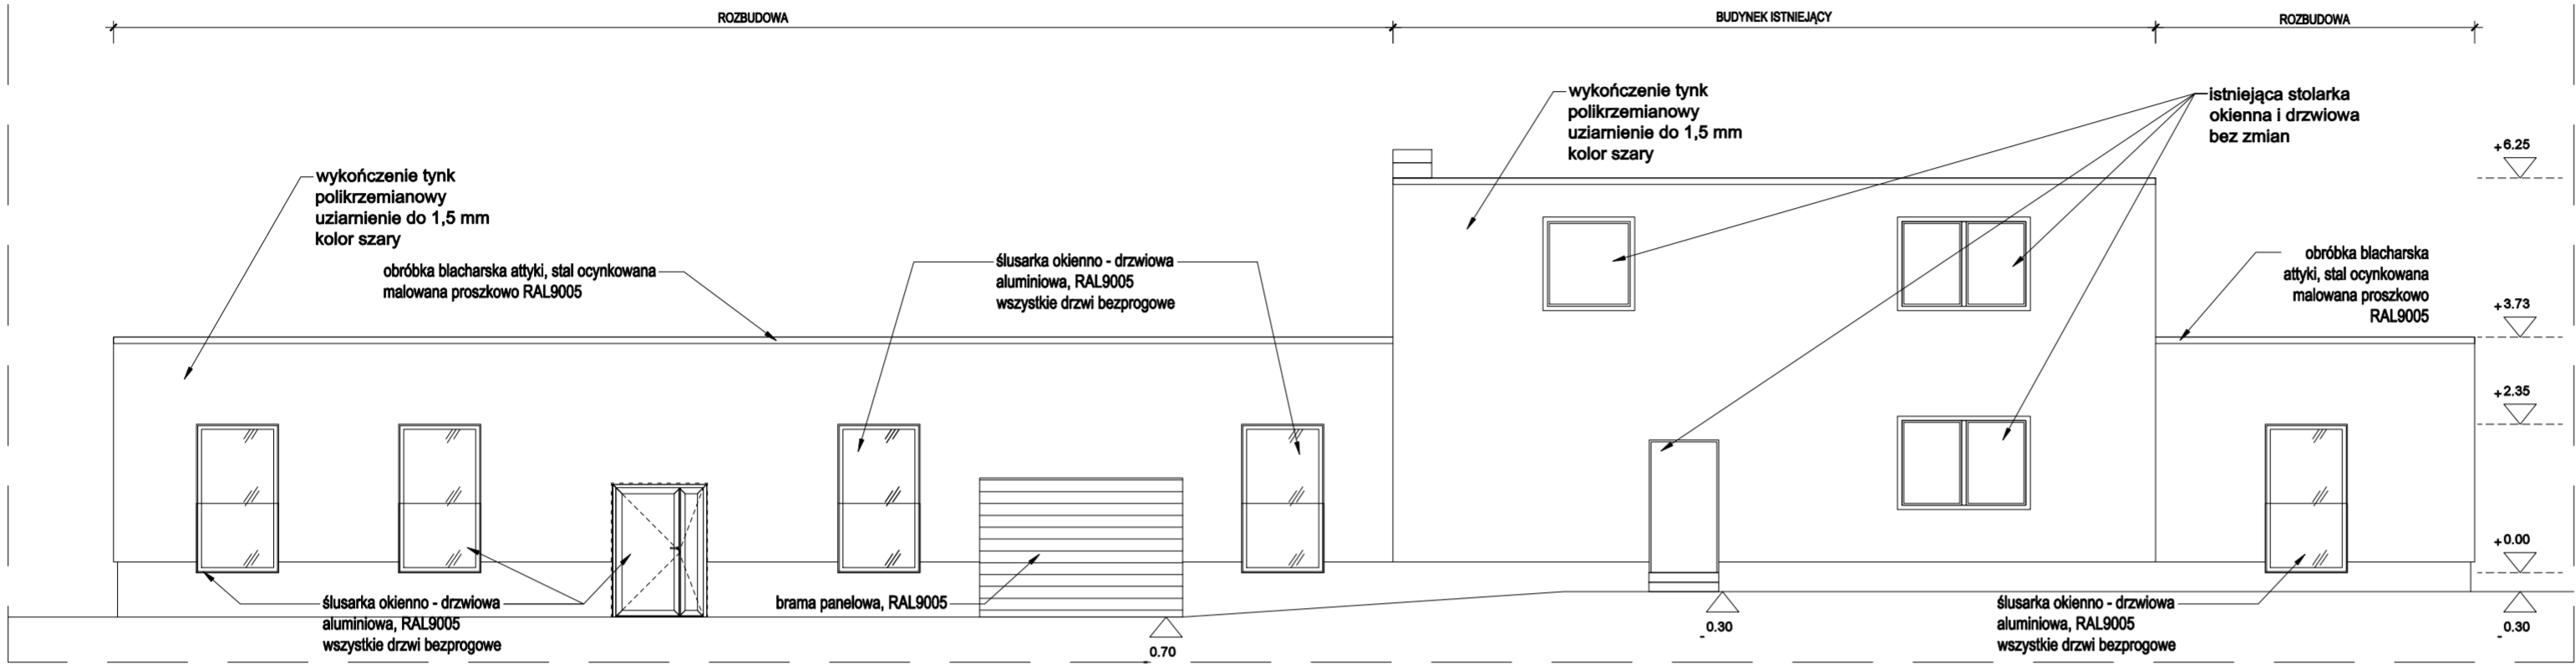 ROZBUDOWA
BUDYNEK ISTNIEJĄCY
ROZBUDOWA
wykończenie tynk
polikrzemianowy
uziarnienie do 1,5 mm
kolor szary
istniejąca stolarka
okienna i drzwiowa
bez zmian
+6.25
wykończenie tynk
polikrzemianowy
uziarnienie do 1,5 mm
kolor szary
obróbka blacharska attyki, stal ocynkowana
malowana proszkowo RAL9005
ślusarka okienno - drzwiowa
aluminiowa, RAL9005
wszystkie drzwi bezprogowe
obróbka blacharska
attyki, stal ocynkowana
malowana proszkowo
RAL9005
+3.73
+2.35
+0.00
ślusarka okienno - drzwiowa
aluminiowa, RAL9005
wszystkie drzwi bezprogowe
brama panelowa, RAL9005
0.70
-0.30
ślusarka okienno - drzwiowa
aluminiowa, RAL9005
wszystkie drzwi bezprogowe
-0.30